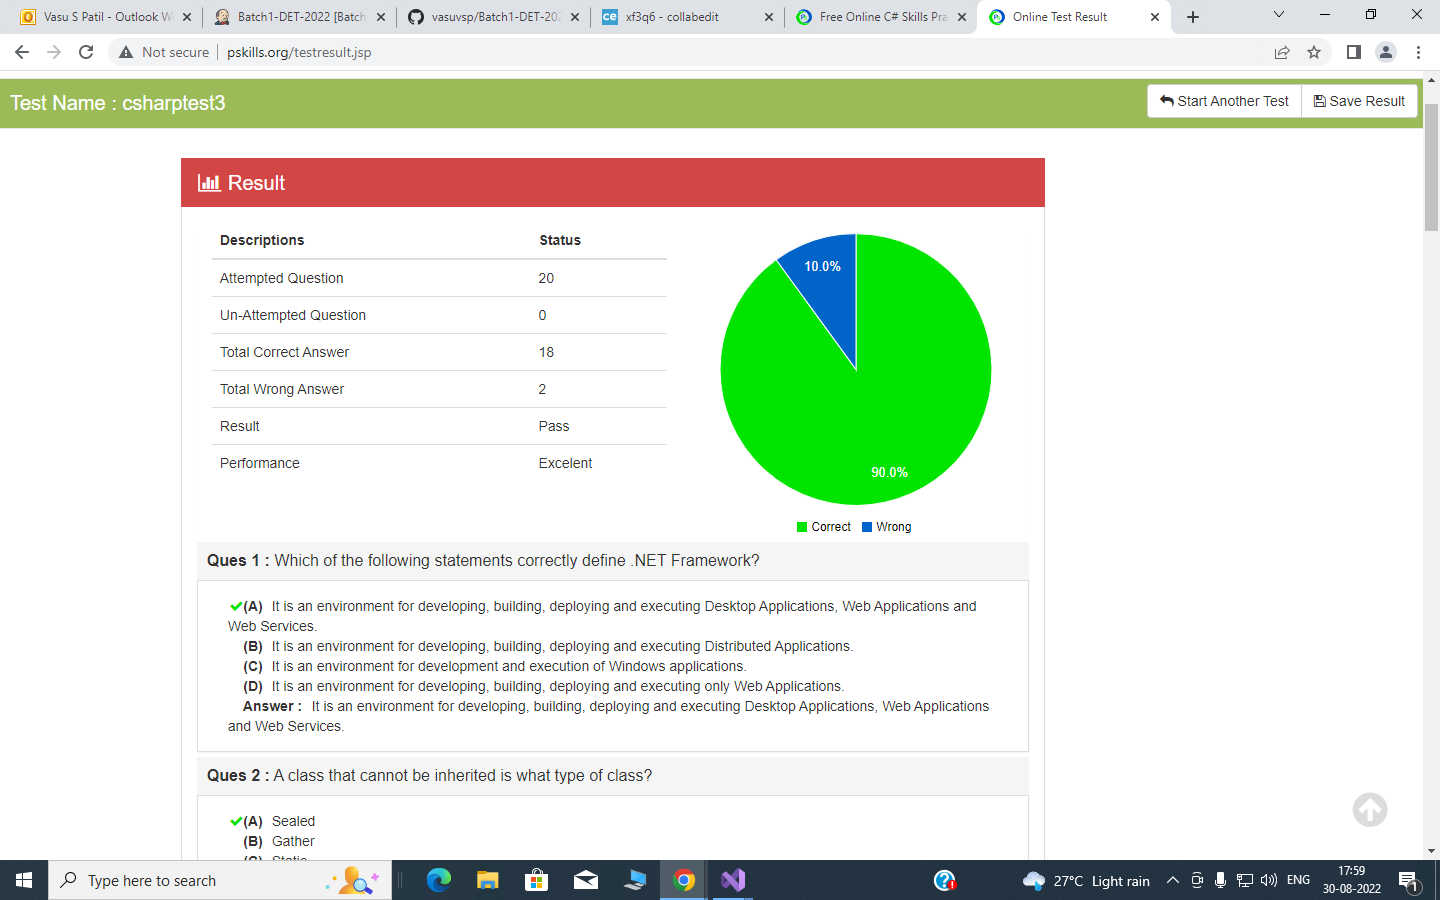 Vasu S Patil - Outlook W
Batch1-DET-2022 [Batch
vasuvsp/Batch1-DET-202
ce xf3q6 - collabedit
Free Online C# Skills Pra
Online Test Result
Not secure
pskills.org/testresult.jsp
Test Name : csharptest3
Start Another Test
Save Result
Result
Descriptions Status
Attempted Question 20
Un-Attempted Question 0
Total Correct Answer 18
Total Wrong Answer 2
Result Pass
Performance Excelent
10.0%
90.0%
Correct Wrong
Ques 1 : Which of the following statements correctly define .NET Framework?
(A) It is an environment for developing, building, deploying and executing Desktop Applications, Web Applications and
Web Services.
(B) It is an environment for developing, building, deploying and executing Distributed Applications.
(C) It is an environment for development and execution of Windows applications.
(D) It is an environment for developing, building, deploying and executing only Web Applications.
Answer : It is an environment for developing, building, deploying and executing Desktop Applications, Web Applications
and Web Services.
Ques 2 : A class that cannot be inherited is what type of class?
(A) Sealed
(B) Gather
(C) Static
Type here to search
27°C Light rain
ENG
17:59
30-08-2022
1